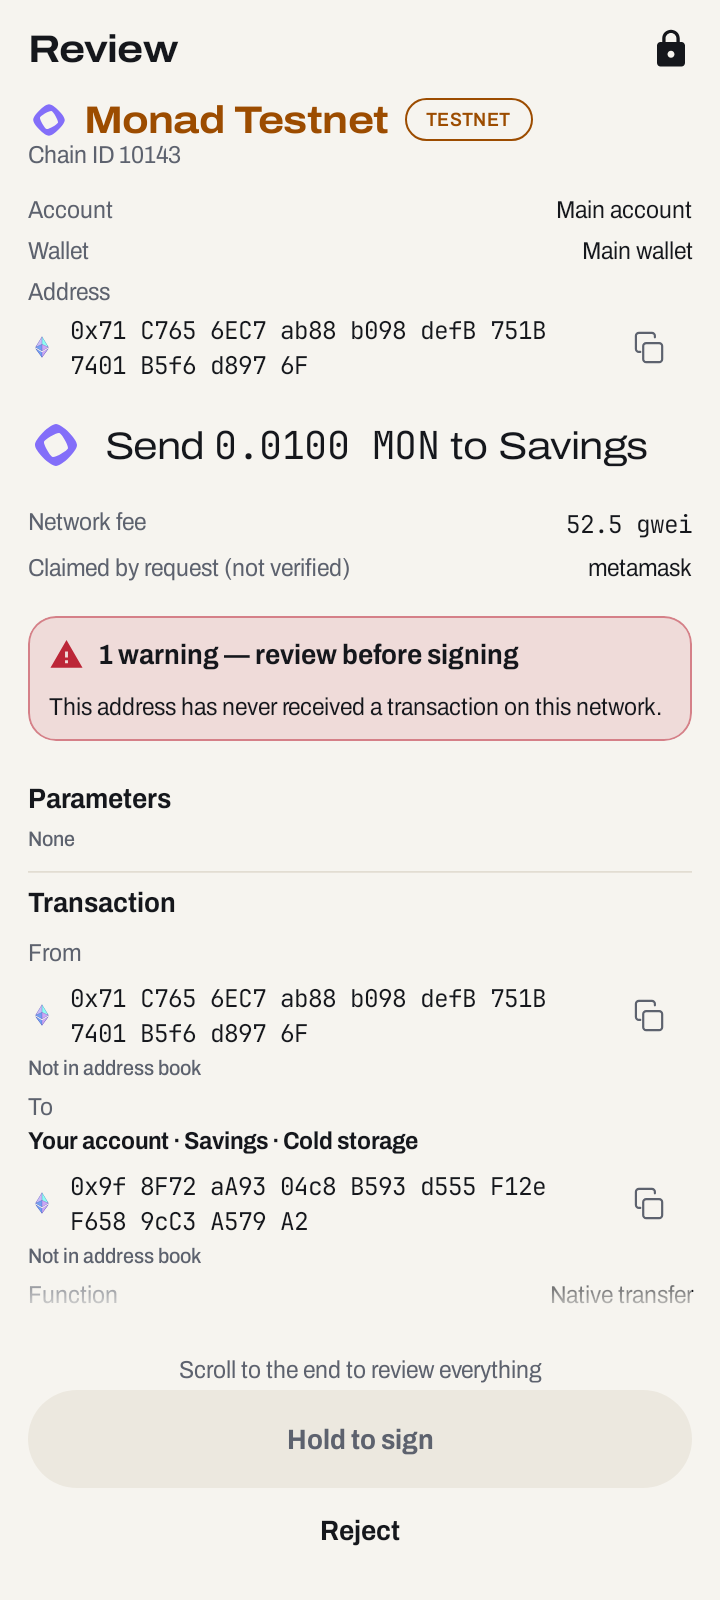 Review
Monad Testnet TESTNET
Chain ID 10143
Account Main account
Wallet Main wallet
Address
0x71 C765 6EC7 ab88 b098 defB 751B
7401 B5f6 d897 6F
Send 0.0100 MON to Savings
Network fee 52.5 gwei
Claimed by request (not verified) metamask
1 warning — review before signing
This address has never received a transaction on this network.
Parameters
None
Transaction
From
0x71 C765 6EC7 ab88 b098 defB 751B
7401 B5f6 d897 6F
Not in address book
To
Your account · Savings · Cold storage
0x9f 8F72 aA93 04c8 B593 d555 F12e
F658 9cC3 A579 A2
Not in address book
Function Native transfer
Scroll to the end to review everything
Hold to sign
Reject